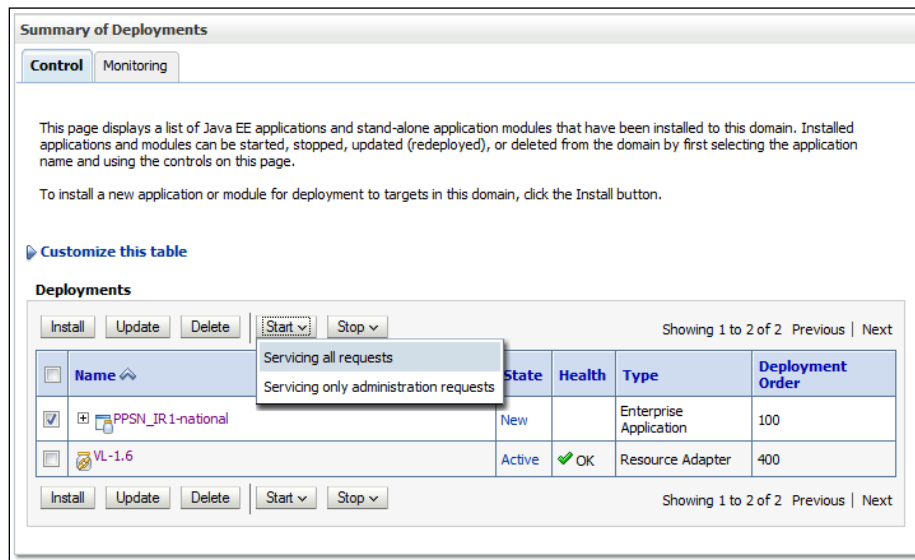 Summary of Deployments
Control Monitoring
This page displays a list of Java EE applications and stand-alone application modules that have been installed to this domain. Installed
applications and modules can be started, stopped, updated (redeployed), or deleted from the domain by first selecting the application
name and using the controls on this page.
To install a new application or module for deployment to targets in this domain, click the Install button.
Customize this table
Deployments
Install Update Delete Start Stop Showing 1 to 2 of 2 Previous | Next
Servicing all requests
Servicing only administration requests
Name State Health Type Deployment Order
PPSN_IR1-national New Enterprise Application 100
VL-1.6 Active OK Resource Adapter 400
Install Update Delete Start Stop Showing 1 to 2 of 2 Previous | Next